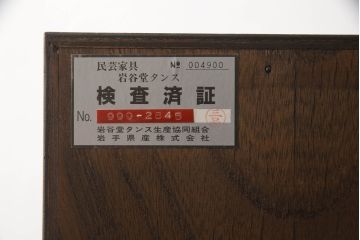 民芸家具 № 004900
岩谷堂タンス
検査済証
No. 999-2845
岩谷堂タンス生産協同組合
岩手県産株式会社